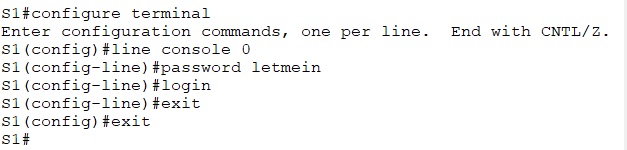 S1#configure terminal
Enter configuration commands, one per line.  End with CNTL/Z.
S1(config)#line console 0
S1(config-line)#password letmein
S1(config-line)#login
S1(config-line)#exit
S1(config)#exit
S1#